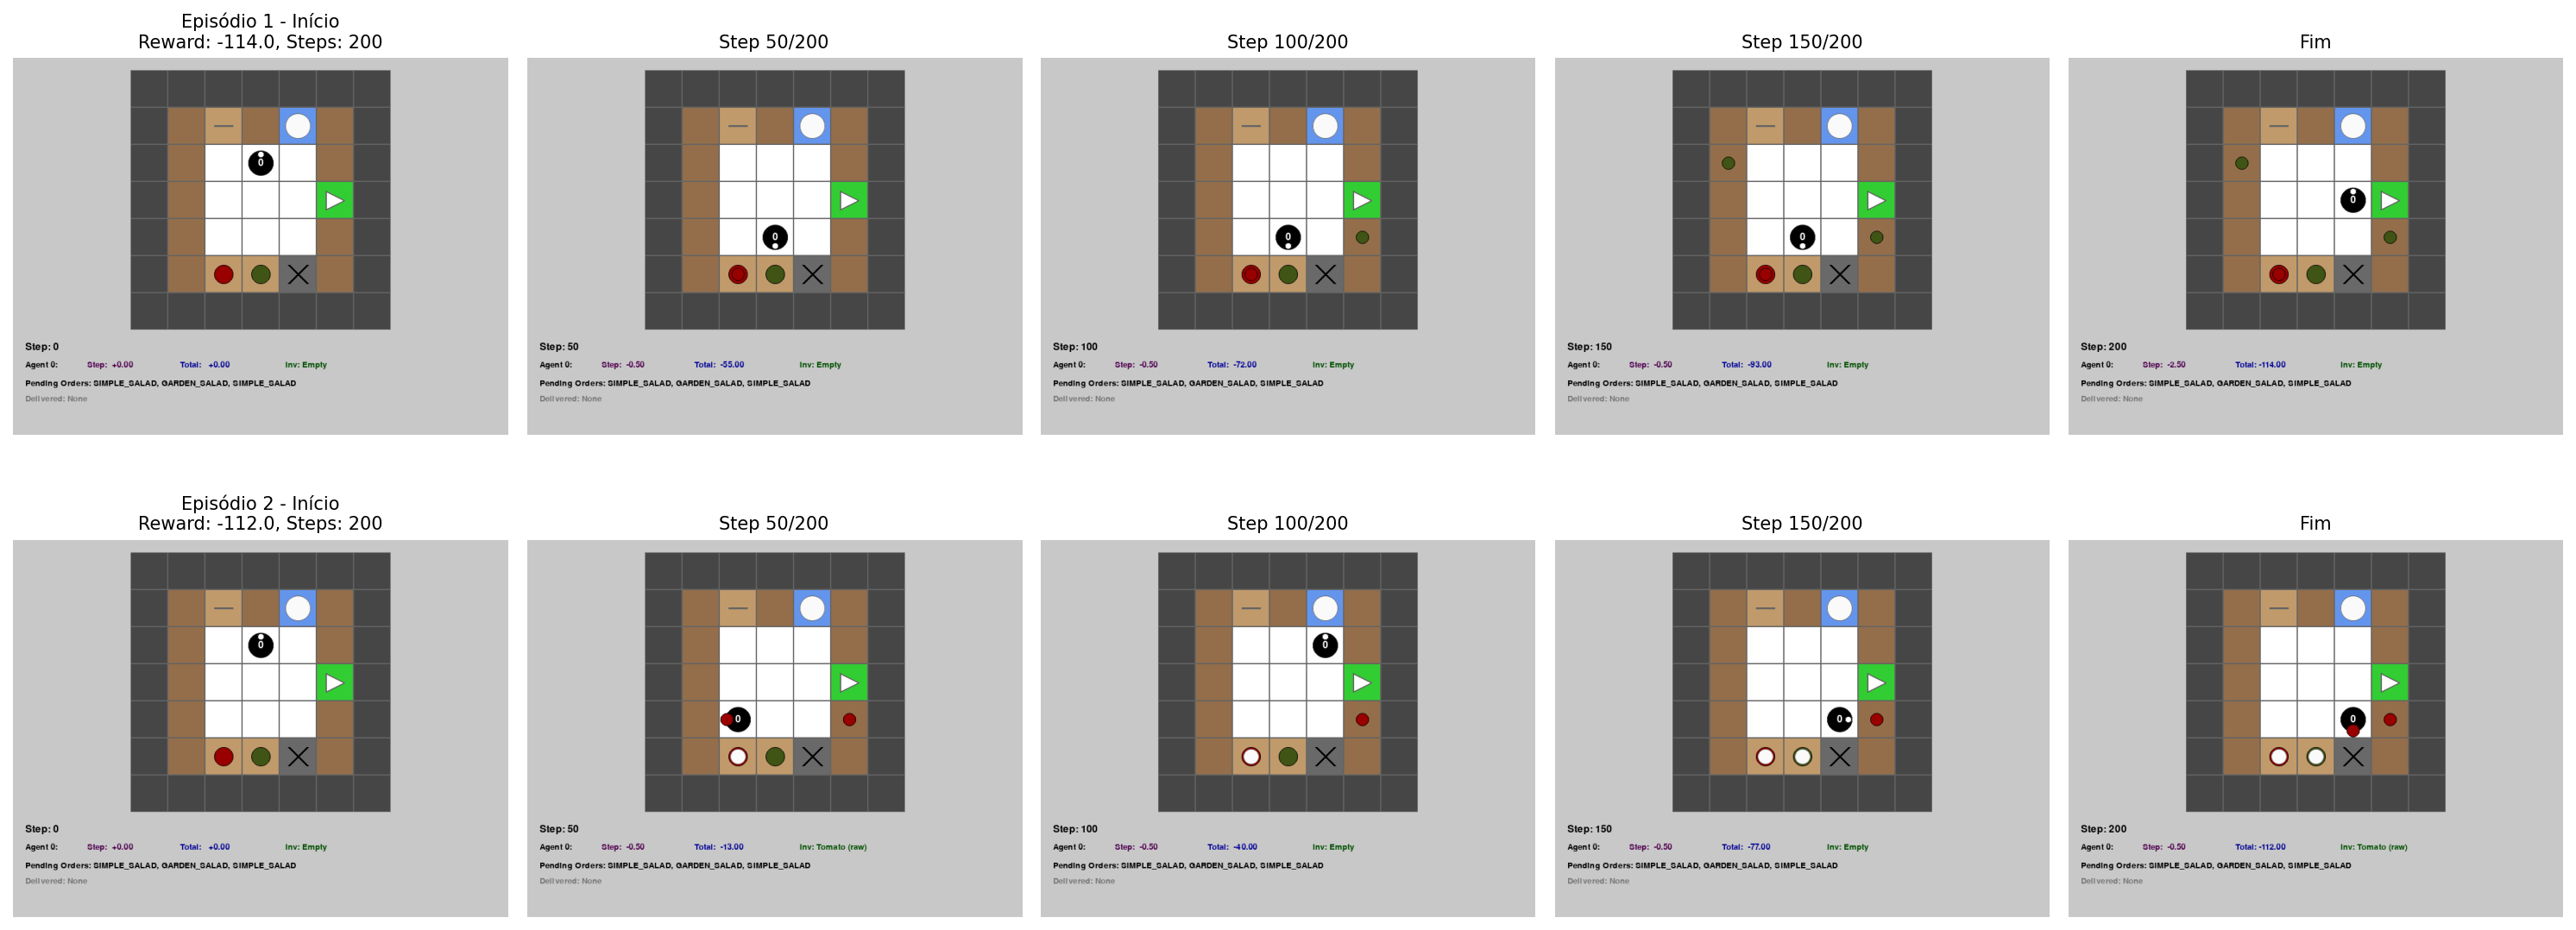 Episódio 1 - Início
Reward: -114.0, Steps: 200
Step 50/200
Step 100/200
Step 150/200
Fim
0
0
0
0
0
Step: 0
Agent 0: Step: +0.00 Total: +0.00 Inv: Empty
Pending Orders: SIMPLE_SALAD, GARDEN_SALAD, SIMPLE_SALAD
Delivered: None
Step: 50
Agent 0: Step: -0.50 Total: -55.00 Inv: Empty
Pending Orders: SIMPLE_SALAD, GARDEN_SALAD, SIMPLE_SALAD
Delivered: None
Step: 100
Agent 0: Step: -0.50 Total: -72.00 Inv: Empty
Pending Orders: SIMPLE_SALAD, GARDEN_SALAD, SIMPLE_SALAD
Delivered: None
Step: 150
Agent 0: Step: -0.50 Total: -93.00 Inv: Empty
Pending Orders: SIMPLE_SALAD, GARDEN_SALAD, SIMPLE_SALAD
Delivered: None
Step: 200
Agent 0: Step: -2.50 Total: -114.00 Inv: Empty
Pending Orders: SIMPLE_SALAD, GARDEN_SALAD, SIMPLE_SALAD
Delivered: None
Episódio 2 - Início
Reward: -112.0, Steps: 200
Step 50/200
Step 100/200
Step 150/200
Fim
0
0
0
0
0
Step: 0
Agent 0: Step: +0.00 Total: +0.00 Inv: Empty
Pending Orders: SIMPLE_SALAD, GARDEN_SALAD, SIMPLE_SALAD
Delivered: None
Step: 50
Agent 0: Step: -0.50 Total: -13.00 Inv: Tomato (raw)
Pending Orders: SIMPLE_SALAD, GARDEN_SALAD, SIMPLE_SALAD
Delivered: None
Step: 100
Agent 0: Step: -0.50 Total: -40.00 Inv: Empty
Pending Orders: SIMPLE_SALAD, GARDEN_SALAD, SIMPLE_SALAD
Delivered: None
Step: 150
Agent 0: Step: -0.50 Total: -77.00 Inv: Empty
Pending Orders: SIMPLE_SALAD, GARDEN_SALAD, SIMPLE_SALAD
Delivered: None
Step: 200
Agent 0: Step: -0.50 Total: -112.00 Inv: Tomato (raw)
Pending Orders: SIMPLE_SALAD, GARDEN_SALAD, SIMPLE_SALAD
Delivered: None